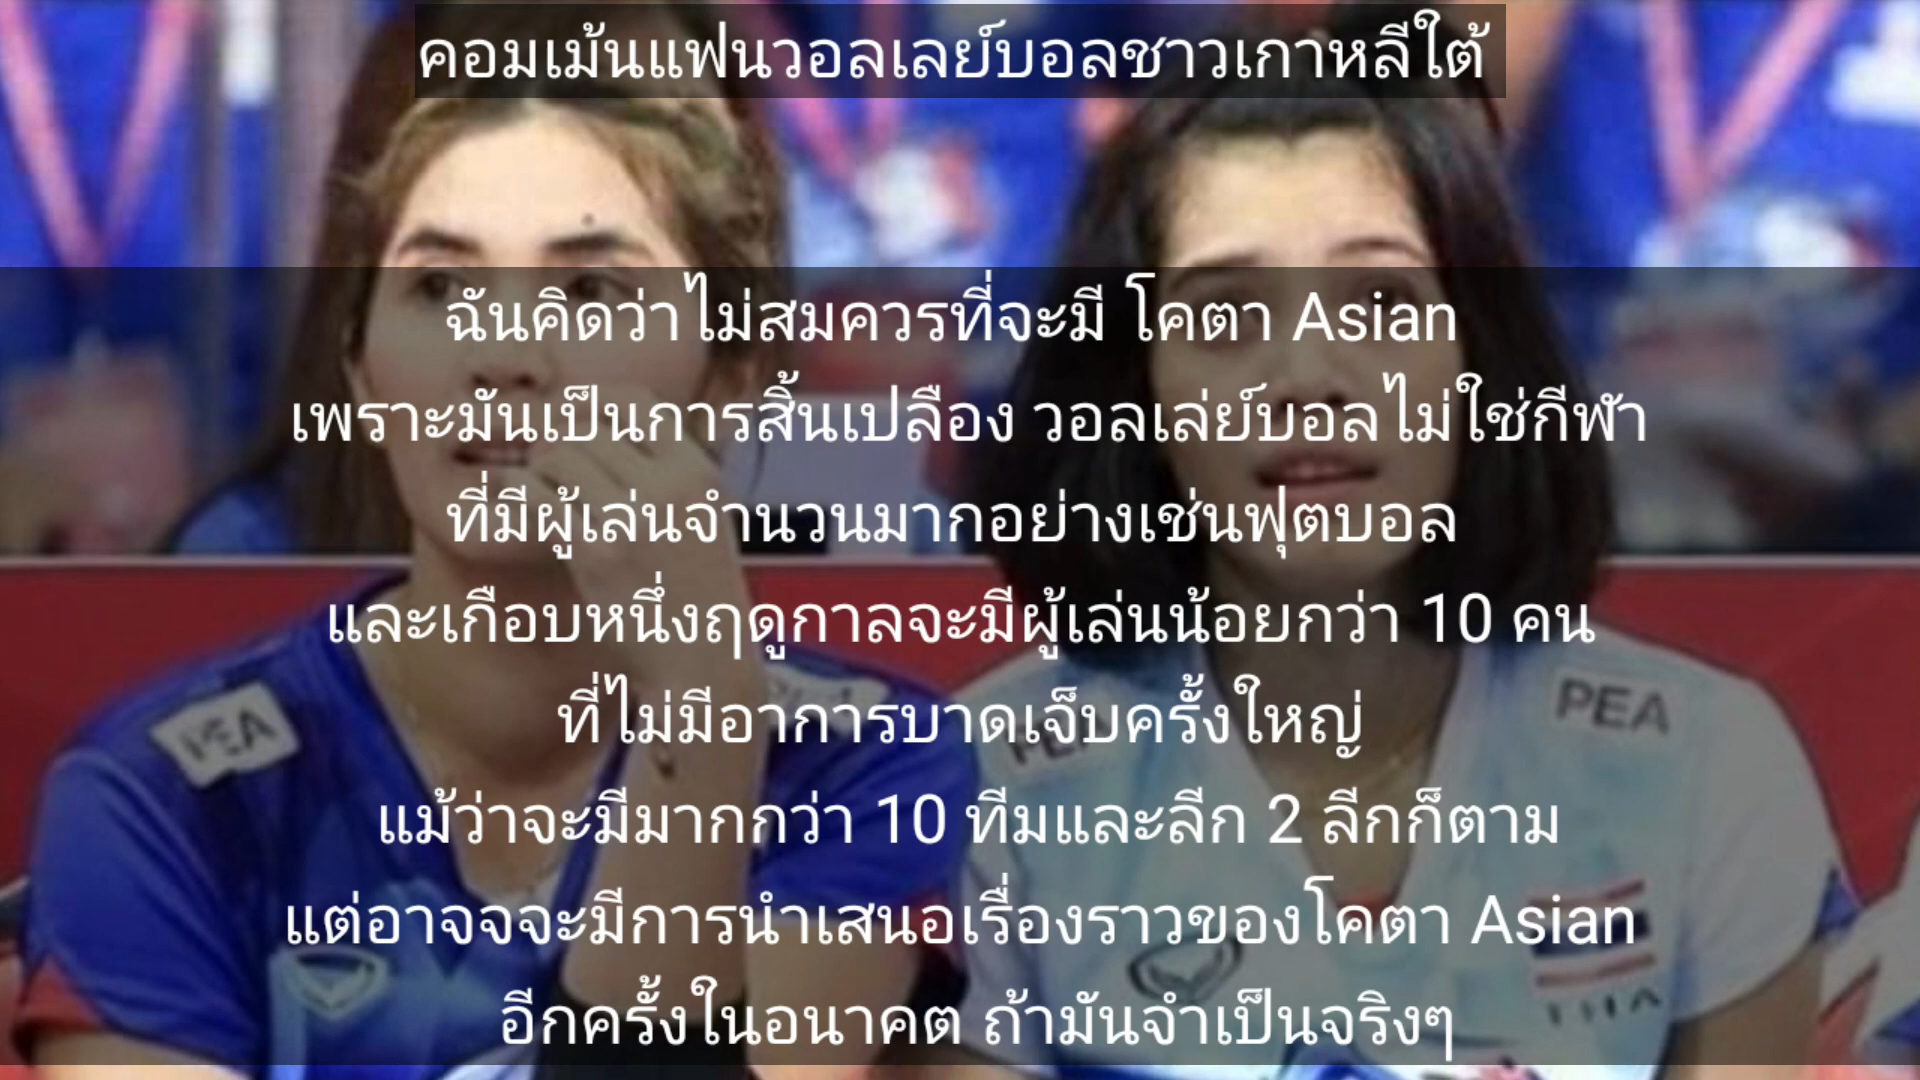 คอมเม้นแฟนวอลเลย์บอลชาวเกาหลีใต้
ฉันคิดว่าไม่สมควรที่จะมี โคตา Asian
เพราะมันเป็นการสิ้นเปลือง วอลเล่ย์บอลไม่ใช่กีฬา
ที่มีผู้เล่นจำนวนมากอย่างเช่นฟุตบอล
และเกือบหนึ่งฤดูกาลจะมีผู้เล่นน้อยกว่า 10 คน
ที่ไม่มีอาการบาดเจ็บครั้งใหญ่
PEA
PEA
แม้ว่าจะมีมากกว่า 10 ทีมและลีก 2 ลีกก็ตาม
แต่อาจจจะมีการนำเสนอเรื่องราวของโคตา Asian
อีกครั้งในอนาคต ถ้ามันจำเป็นจริงๆ
THA